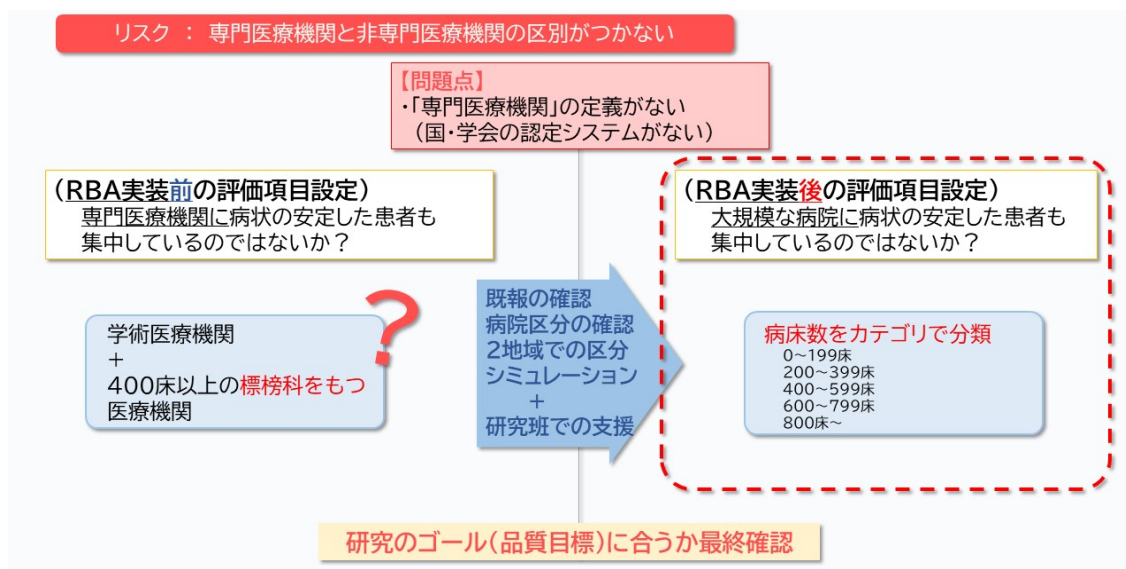 リスク ： 専門医療機関と非専門医療機関の区別がつかない
【問題点】
・「専門医療機関」の定義がない
（国・学会の認定システムがない）
（RBA実装前の評価項目設定）
専門医療機関に病状の安定した患者も
集中しているのではないか？
（RBA実装後の評価項目設定）
大規模な病院に病状の安定した患者も
集中しているのではないか？
学術医療機関
+
400床以上の標榜科をもつ
医療機関
?
既報の確認
病院区分の確認
2地域での区分
シミュレーション
+
研究班での支援
病床数をカテゴリで分類
0～199床
200～399床
400～599床
600～799床
800床～
研究のゴール（品質目標）に合うか最終確認